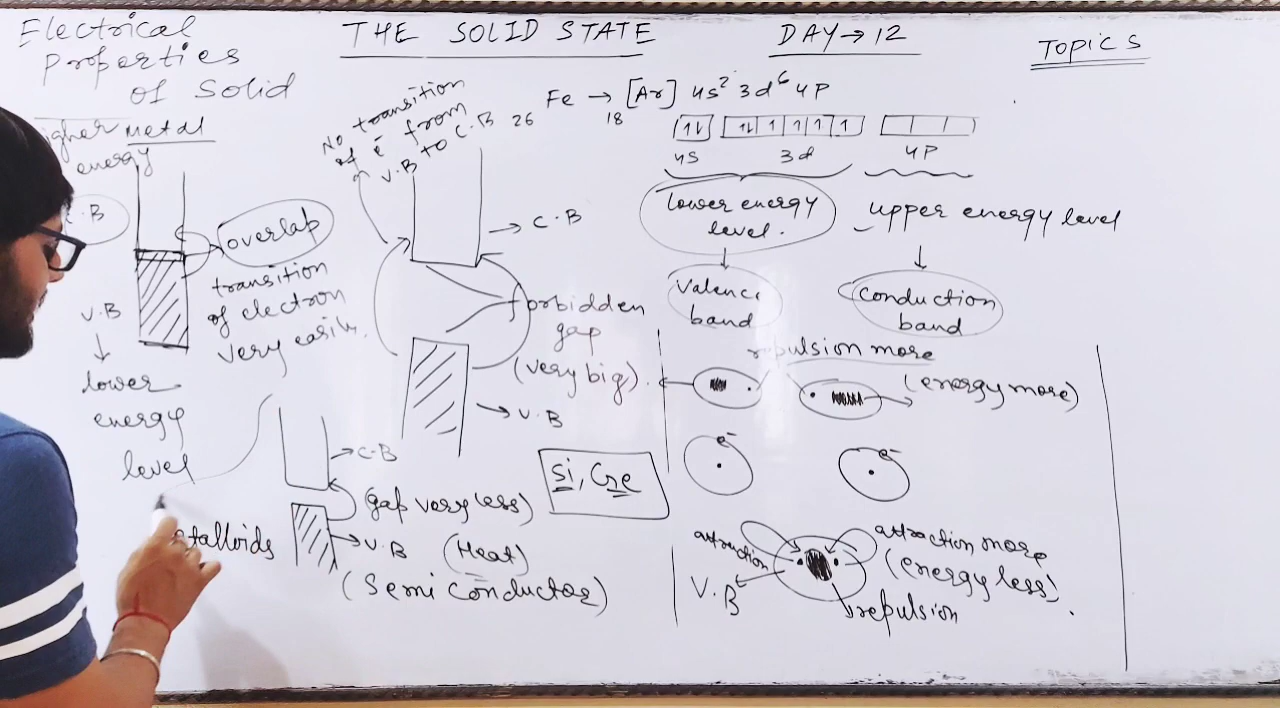 Electrical
Properties
of Solid
THE SOLID STATE
DAY → 12
TOPICS
metal
energy
.B
V.B
↓
lower
energy
level
overlap
transition
of electron
very easily.
No transition
of e⁻ from
V.B to C.B
→ C.B
forbidden
gap
(very big).
→ V.B
26 Fe → 18 [Ar] 4s² 3d⁶ 4P
4s 3d 4P
lower energy
level.
upper energy level
↓ ↓
Valence
band
Conduction
band
repulsion more
(energy more)
e⁻ e⁻
attraction
attraction more
(energy less).
V.B
repulsion
→ C.B
(gap very less)
→ V.B (Heat)
(Semi Conductor)
Si, Ge